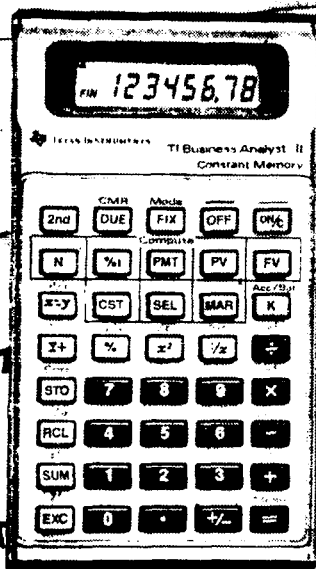 FIN 123456.78
TEXAS INSTRUMENTS
TI Business Analyst II
Constant Memory
CMR Mode
2nd DUE FIX OFF ON/C
Compute
N %i PMT PV FV
Acc/Bal
x:y CST SEL MAR K
Σ+ % x² 1/x ÷
STO 7 8 9 ×
RCL 4 5 6 −
SUM 1 2 3 +
EXC 0 . +/− =